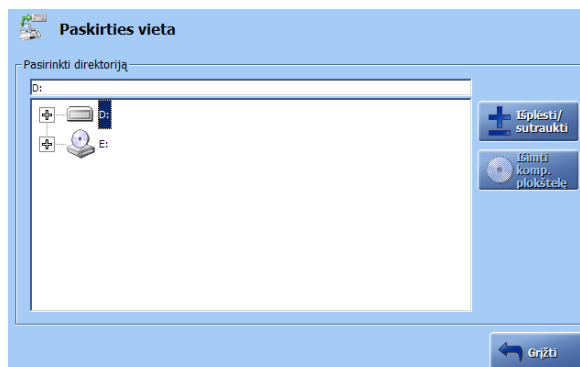 Paskirties vieta
Pasirinkti direktoriją
D:
D:
E:
Išplėsti/
sutraukti
Išimti
komp.
plokštelę
Grįžti